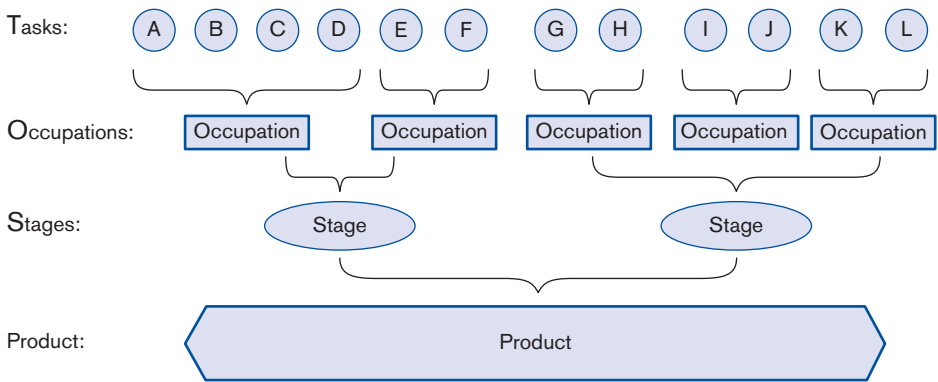 Tasks: A B C D E F G H I J K L
Occupations: Occupation Occupation Occupation Occupation Occupation
Stages: Stage Stage
Product: Product